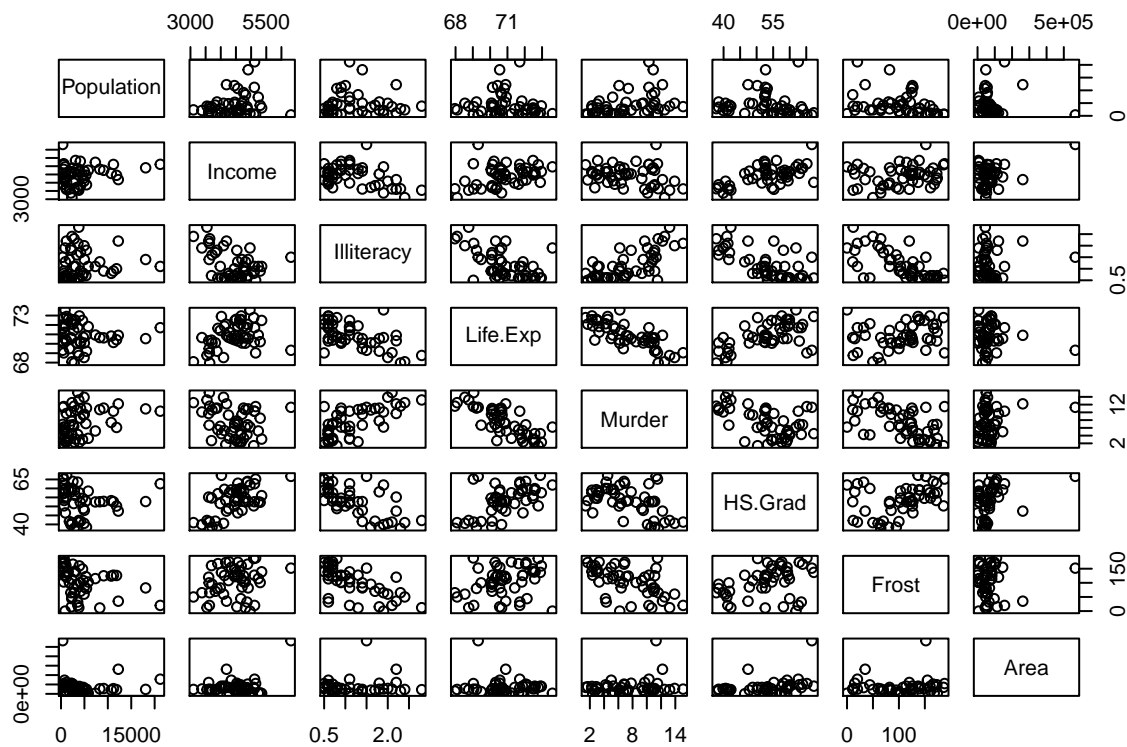 3000 5500 68 71 40 55 0e+00 5e+05
Population 0
3000 Income
Illiteracy 0.5
68 73 Life.Exp
Murder 2 12
40 65 HS.Grad
Frost 0 150
0e+00 Area
0 15000 0.5 2.0 2 8 14 0 100